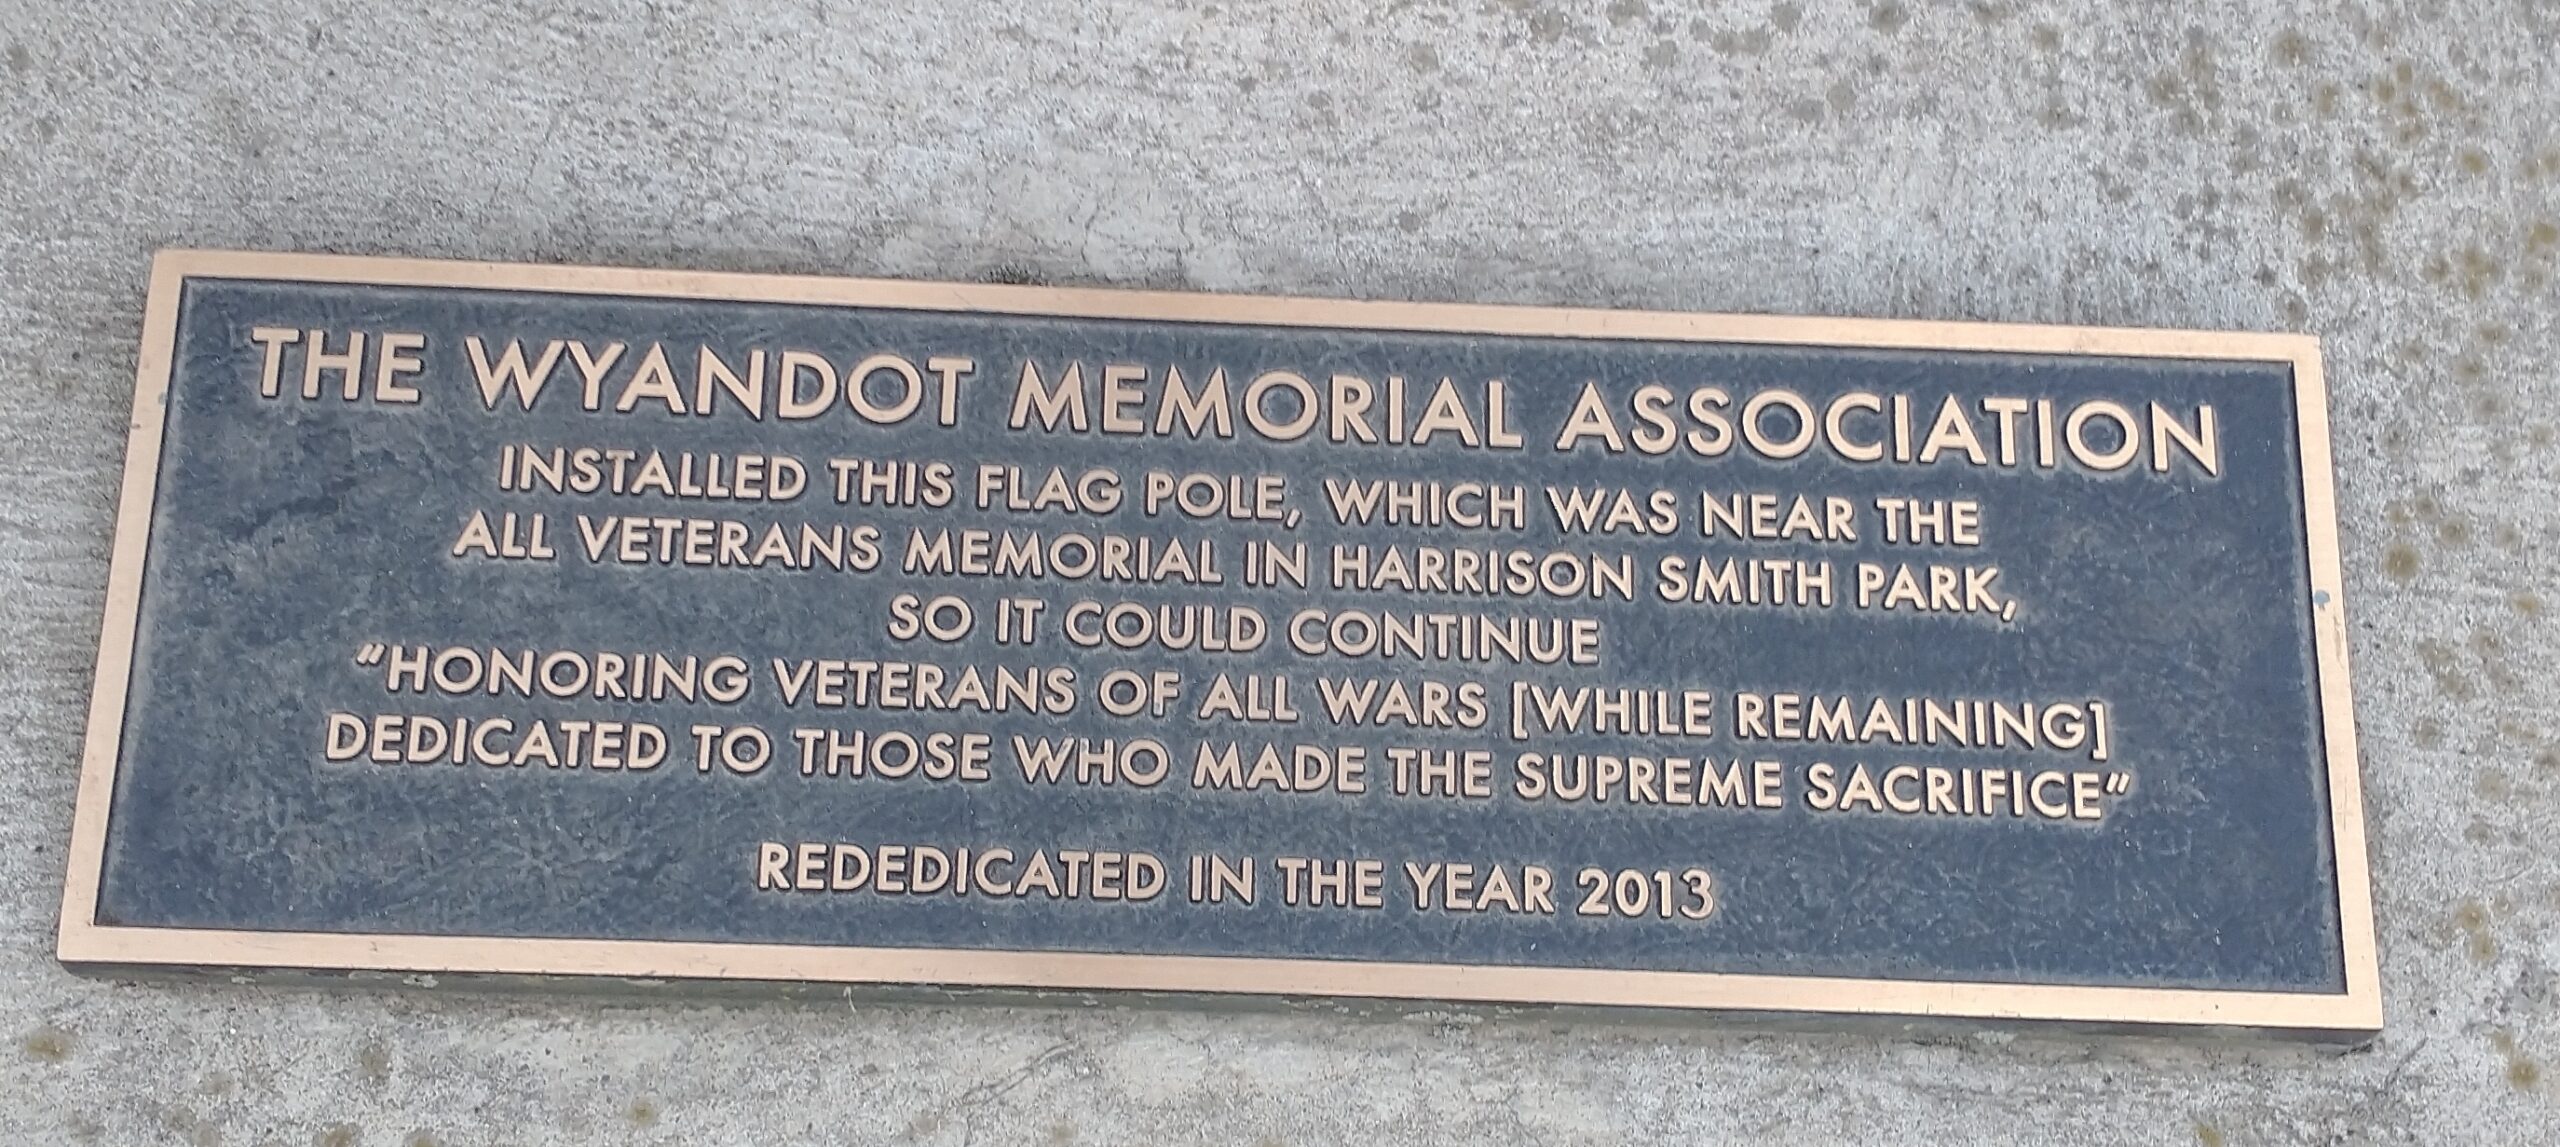 THE WYANDOT MEMORIAL ASSOCIATION
INSTALLED THIS FLAG POLE, WHICH WAS NEAR THE
ALL VETERANS MEMORIAL IN HARRISON SMITH PARK,
SO IT COULD CONTINUE
"HONORING VETERANS OF ALL WARS [WHILE REMAINING]
DEDICATED TO THOSE WHO MADE THE SUPREME SACRIFICE"
REDEDICATED IN THE YEAR 2013